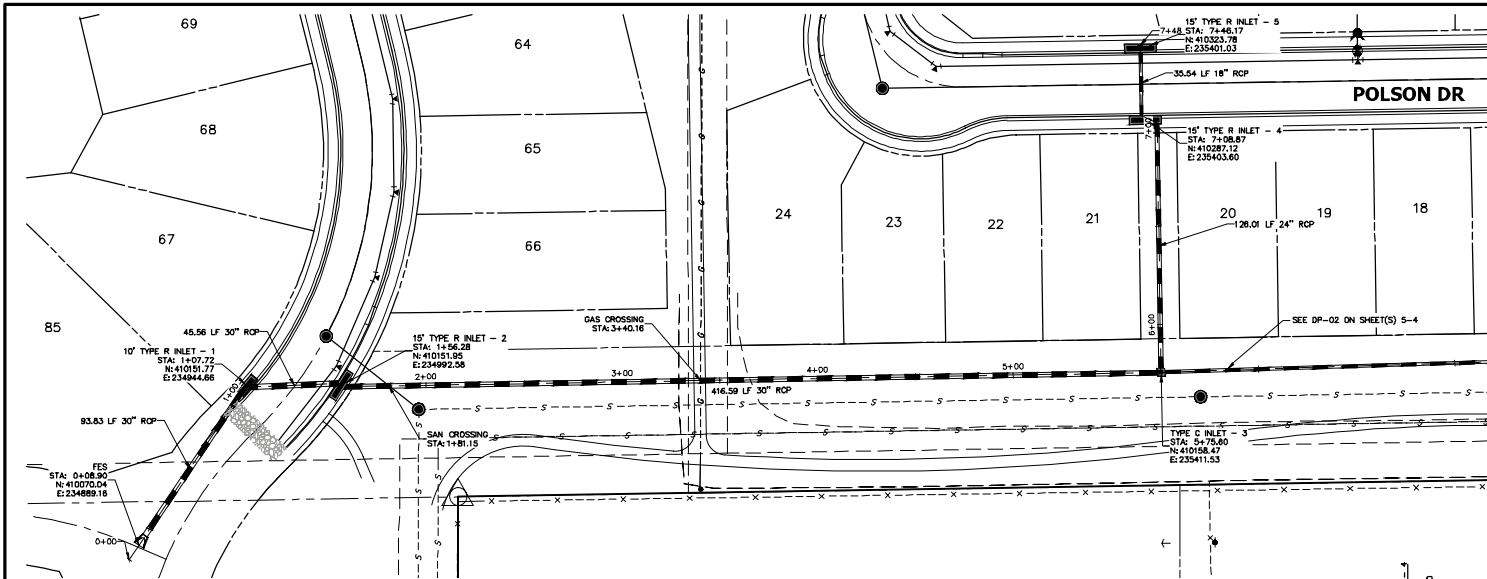 69
68
67
85
64
65
66
24
23
22
21
20
19
18
POLSON DR
15' TYPE R INLET - 5
STA: 7+46.17
N: 410323.78
E: 235401.03
7+48
35.54 LF 18" RCP
7+00
15' TYPE R INLET - 4
STA: 7+08.87
N: 410287.12
E: 235403.60
126.01 LF 24" RCP
6+00
SEE DP-02 ON SHEET(S) 5-4
GAS CROSSING
STA: 3+40.16
45.56 LF 30" RCP
10' TYPE R INLET - 1
STA: 1+07.72
N: 410151.77
E: 234944.66
1+00
15' TYPE R INLET - 2
STA: 1+56.28
N: 410151.95
E: 234992.58
2+00
3+00
4+00
5+00
416.59 LF 30" RCP
93.83 LF 30" RCP
SAN CROSSING
STA: 1+81.15
TYPE C INLET - 3
STA: 5+75.60
N: 410158.47
E: 235411.53
FES
STA: 0+08.90
N: 410070.04
E: 234889.16
0+00
G G G G G G G
S S S S S S S S
S S S S S S S S